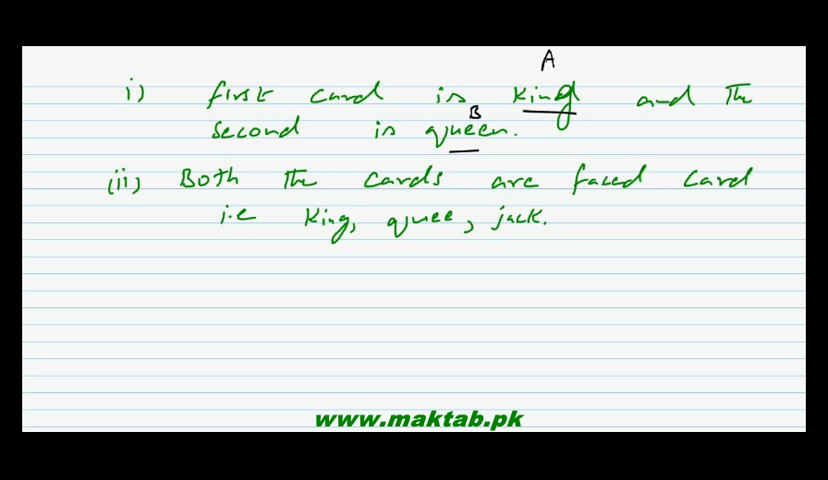 A
i) first card is king and the
B
second is queen.
(ii) Both the cards are faced card
i.e King, quee, jack.
www.maktab.pk